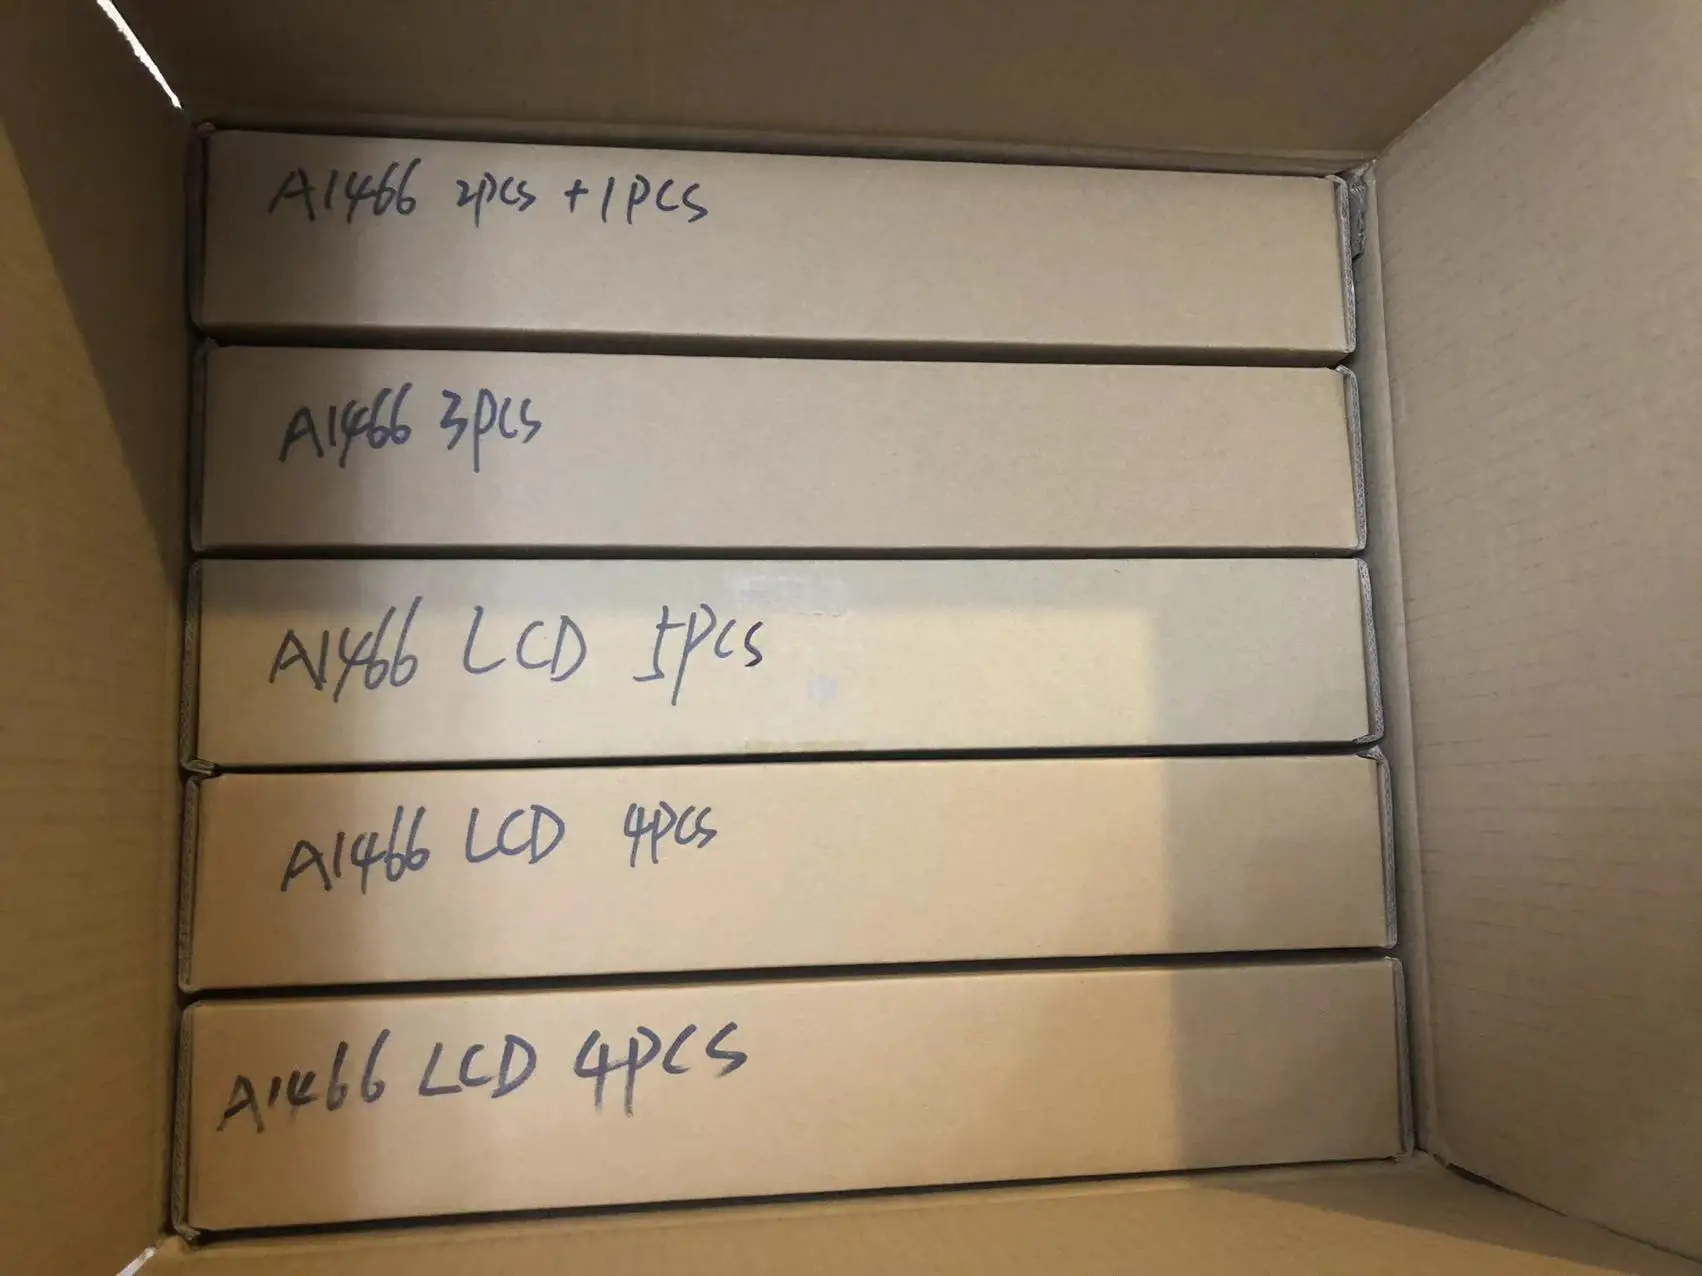 A1466 2pcs +1pcs
A1466 3pcs
A1466 LCD 5pcs
A1466 LCD 4pcs
A1466 LCD 4pcs